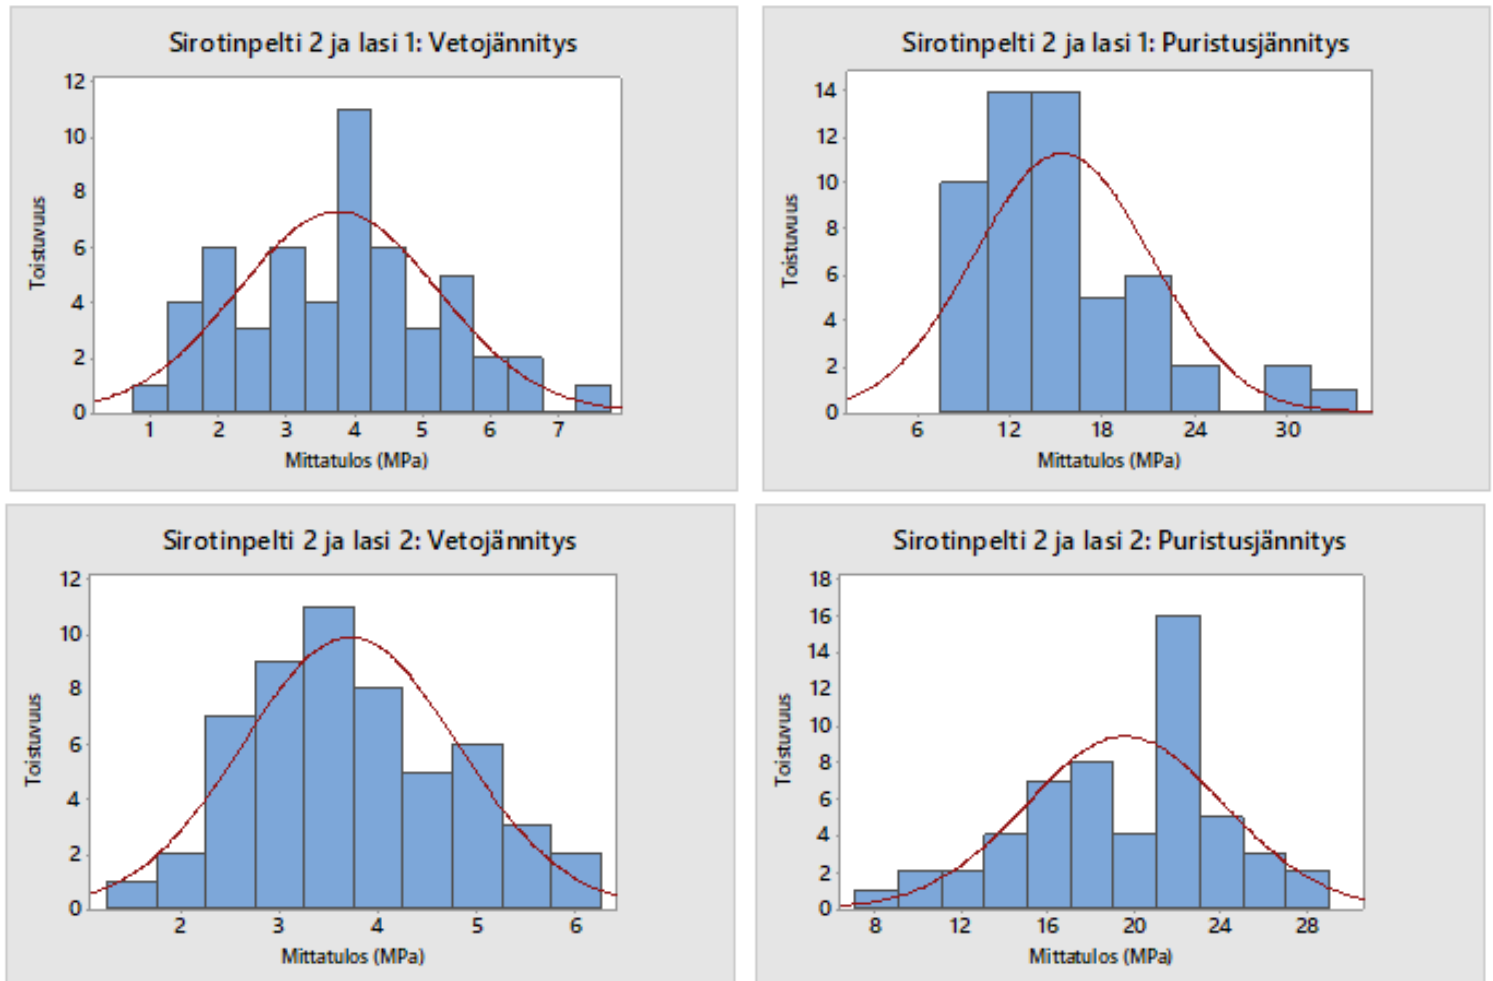 Sirotinpelti 2 ja lasi 1: Vetojännitys
12
10
8
6
4
2
0
Toistuvuus
1 2 3 4 5 6 7
Mittatulos (MPa)
Sirotinpelti 2 ja lasi 1: Puristusjännitys
14
12
10
8
6
4
2
0
Toistuvuus
6 12 18 24 30
Mittatulos (MPa)
Sirotinpelti 2 ja lasi 2: Vetojännitys
12
10
8
6
4
2
0
Toistuvuus
2 3 4 5 6
Mittatulos (MPa)
Sirotinpelti 2 ja lasi 2: Puristusjännitys
18
16
14
12
10
8
6
4
2
0
Toistuvuus
8 12 16 20 24 28
Mittatulos (MPa)